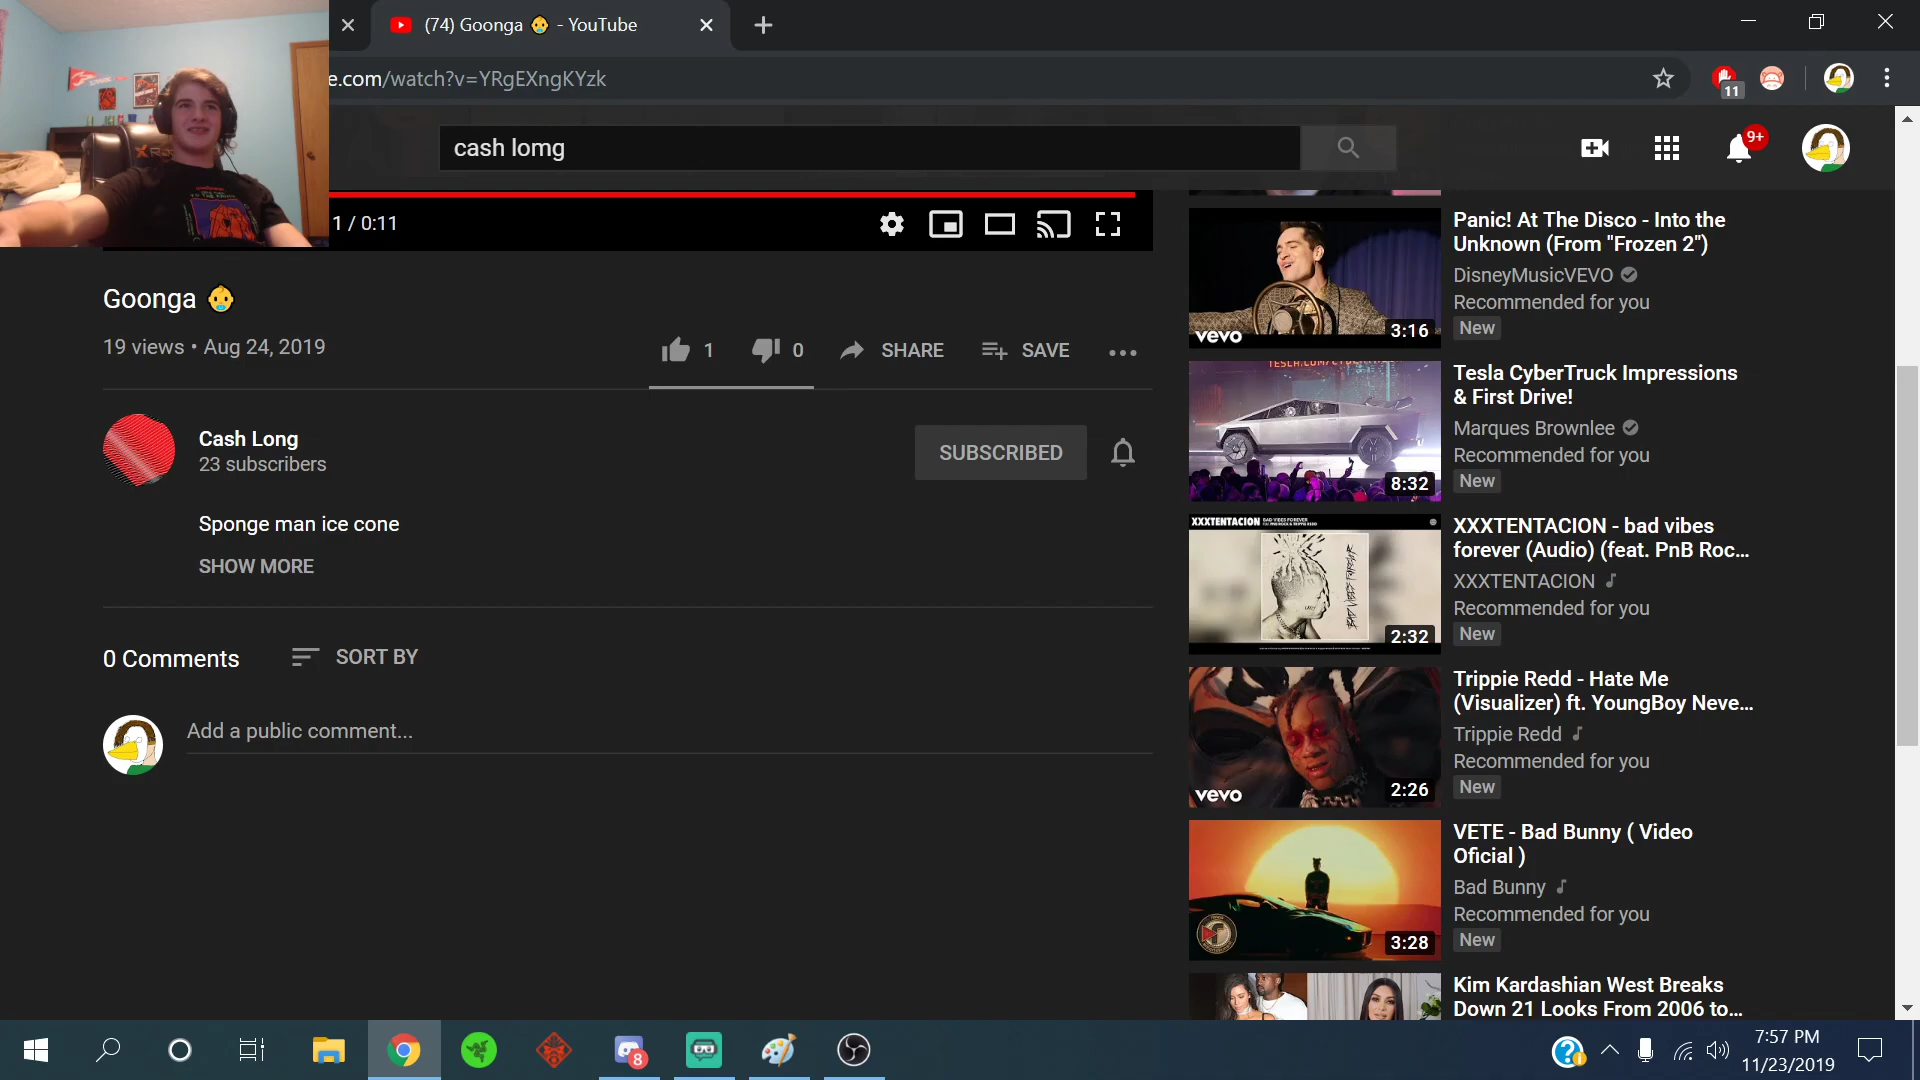 (74) Goonga 👶 - YouTube
e.com/watch?v=YRgEXngKYzk
11
cash lomg
9+
1 / 0:11
Goonga 👶
19 views • Aug 24, 2019
1
0
SHARE
SAVE
Cash Long
23 subscribers
SUBSCRIBED
Sponge man ice cone
SHOW MORE
0 Comments
SORT BY
Add a public comment...
vevo
3:16
Panic! At The Disco - Into the
Unknown (From "Frozen 2")
DisneyMusicVEVO
Recommended for you
New
TESLA.COM/CYBERTRUCK
8:32
Tesla CyberTruck Impressions
& First Drive!
Marques Brownlee
Recommended for you
New
XXXTENTACION
2:32
XXXTENTACION - bad vibes
forever (Audio) (feat. PnB Roc...
XXXTENTACION
Recommended for you
New
vevo
2:26
Trippie Redd - Hate Me
(Visualizer) ft. YoungBoy Neve...
Trippie Redd
Recommended for you
New
3:28
VETE - Bad Bunny ( Video
Oficial )
Bad Bunny
Recommended for you
New
Kim Kardashian West Breaks
Down 21 Looks From 2006 to...
8
7:57 PM
11/23/2019